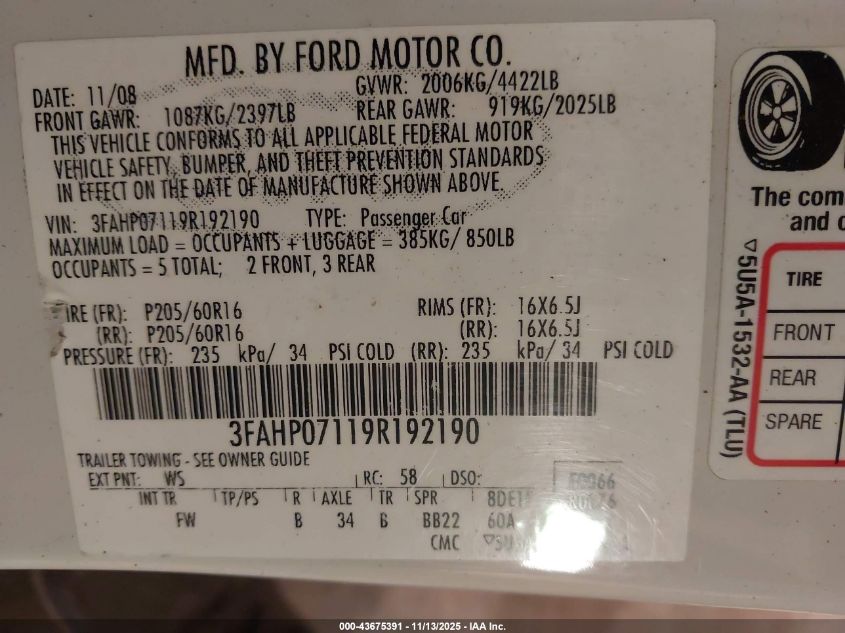 MFD. BY FORD MOTOR CO.
DATE: 11/08
GVWR: 2006KG/4422LB
FRONT GAWR: 1087KG/2397LB
REAR GAWR: 919KG/2025LB
THIS VEHICLE CONFORMS TO ALL APPLICABLE FEDERAL MOTOR
VEHICLE SAFETY, BUMPER, AND THEFT PREVENTION STANDARDS
IN EFFECT ON THE DATE OF MANUFACTURE SHOWN ABOVE.
VIN: 3FAHP07119R192190 TYPE: Passenger Car
MAXIMUM LOAD = OCCUPANTS + LUGGAGE = 385KG/ 850LB
OCCUPANTS = 5 TOTAL; 2 FRONT, 3 REAR
IRE (FR): P205/60R16 RIMS (FR): 16X6.5J
(RR): P205/60R16 (RR): 16X6.5J
PRESSURE (FR): 235 kPa/ 34 PSI COLD (RR): 235 kPa/ 34 PSI COLD
3FAHP07119R192190
TRAILER TOWING - SEE OWNER GUIDE
EXT PNT: WS RC: 58 DSO:
INT TR TP/PS R AXLE TR SPR
FW B 34 B BB22 60A
CMC
The com
and
▽5U5A-1532-AA (TLU)
TIRE
FRONT
REAR
SPARE
000-43675391 - 11/13/2025 - IAA Inc.